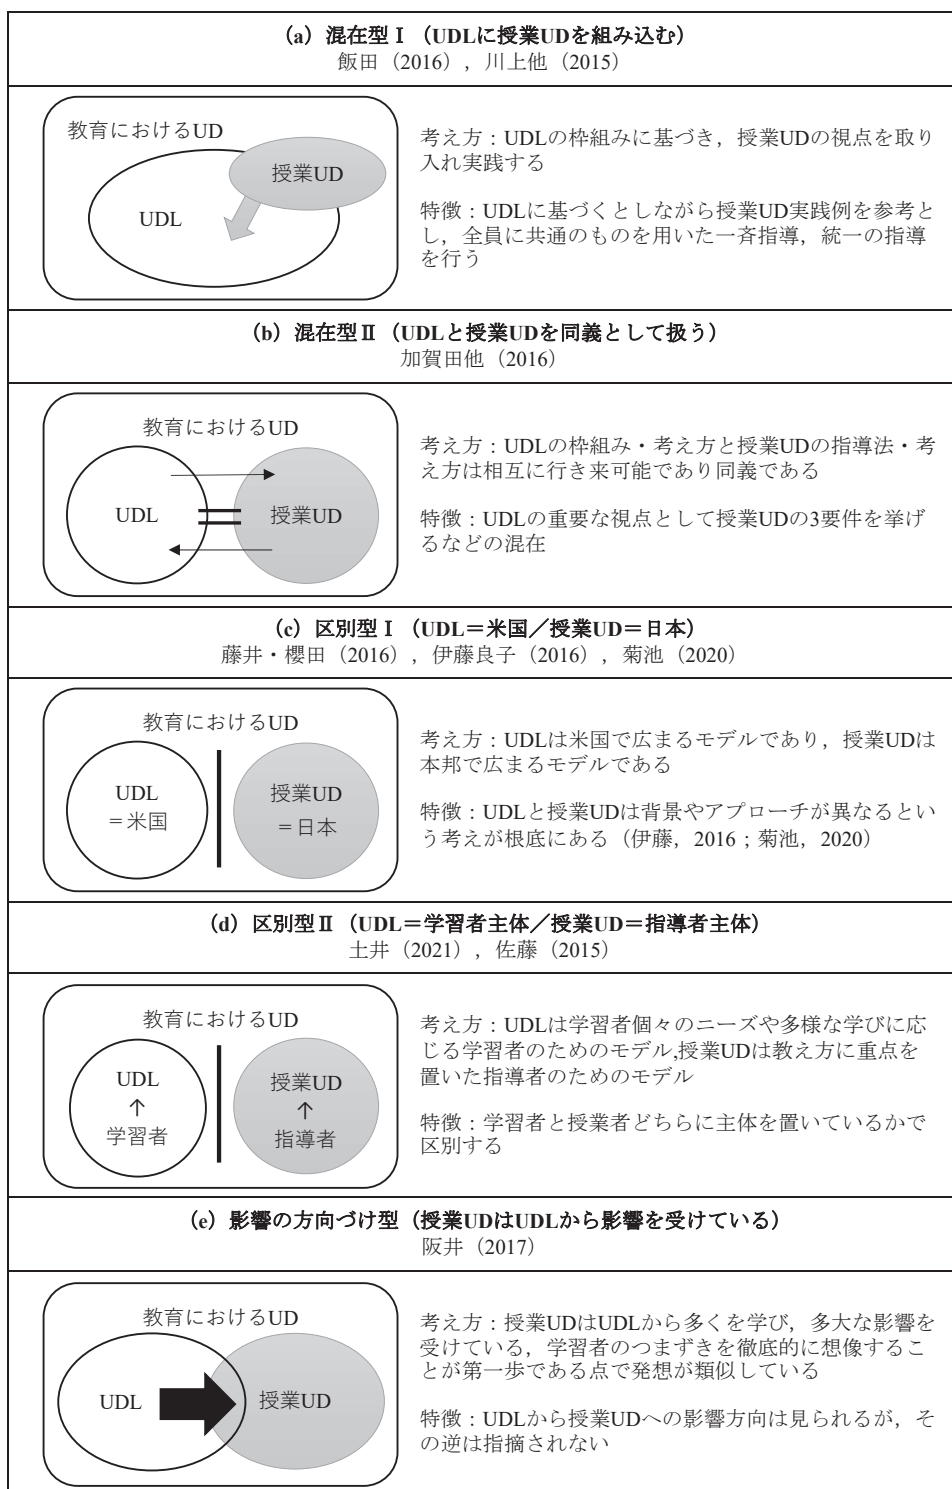 (a) 混在型Ⅰ(UDLに授業UDを組み込む)
飯田(2016),川上他(2015)
教育におけるUD
授業UD
UDL
考え方:UDLの枠組みに基づき,授業UDの視点を取り
入れ実践する
特徴:UDLに基づくとしながら授業UD実践例を参考と
し,全員に共通のものを用いた一斉指導,統一の指導
を行う
(b) 混在型Ⅱ(UDLと授業UDを同義として扱う)
加賀田他(2016)
教育におけるUD
UDL
授業UD
考え方:UDLの枠組み・考え方と授業UDの指導法・考
え方は相互に行き来可能であり同義である
特徴:UDLの重要な視点として授業UDの3要件を挙げ
るなどの混在
(c) 区別型Ⅰ(UDL=米国/授業UD=日本)
藤井・櫻田(2016),伊藤良子(2016),菊池(2020)
教育におけるUD
UDL
=米国
授業UD
=日本
考え方:UDLは米国で広まるモデルであり,授業UDは
本邦で広まるモデルである
特徴:UDLと授業UDは背景やアプローチが異なるとい
う考えが根底にある(伊藤,2016;菊池,2020)
(d) 区別型Ⅱ(UDL=学習者主体/授業UD=指導者主体)
土井(2021),佐藤(2015)
教育におけるUD
UDL
↑
学習者
授業UD
↑
指導者
考え方:UDLは学習者個々のニーズや多様な学びに応
じる学習者のためのモデル,授業UDは教え方に重点を
置いた指導者のためのモデル
特徴:学習者と授業者どちらに主体を置いているかで
区別する
(e) 影響の方向づけ型(授業UDはUDLから影響を受けている)
阪井(2017)
教育におけるUD
UDL
授業UD
考え方:授業UDはUDLから多くを学び,多大な影響を
受けている,学習者のつまずきを徹底的に想像するこ
とが第一歩である点で発想が類似している
特徴:UDLから授業UDへの影響方向は見られるが,そ
の逆は指摘されない